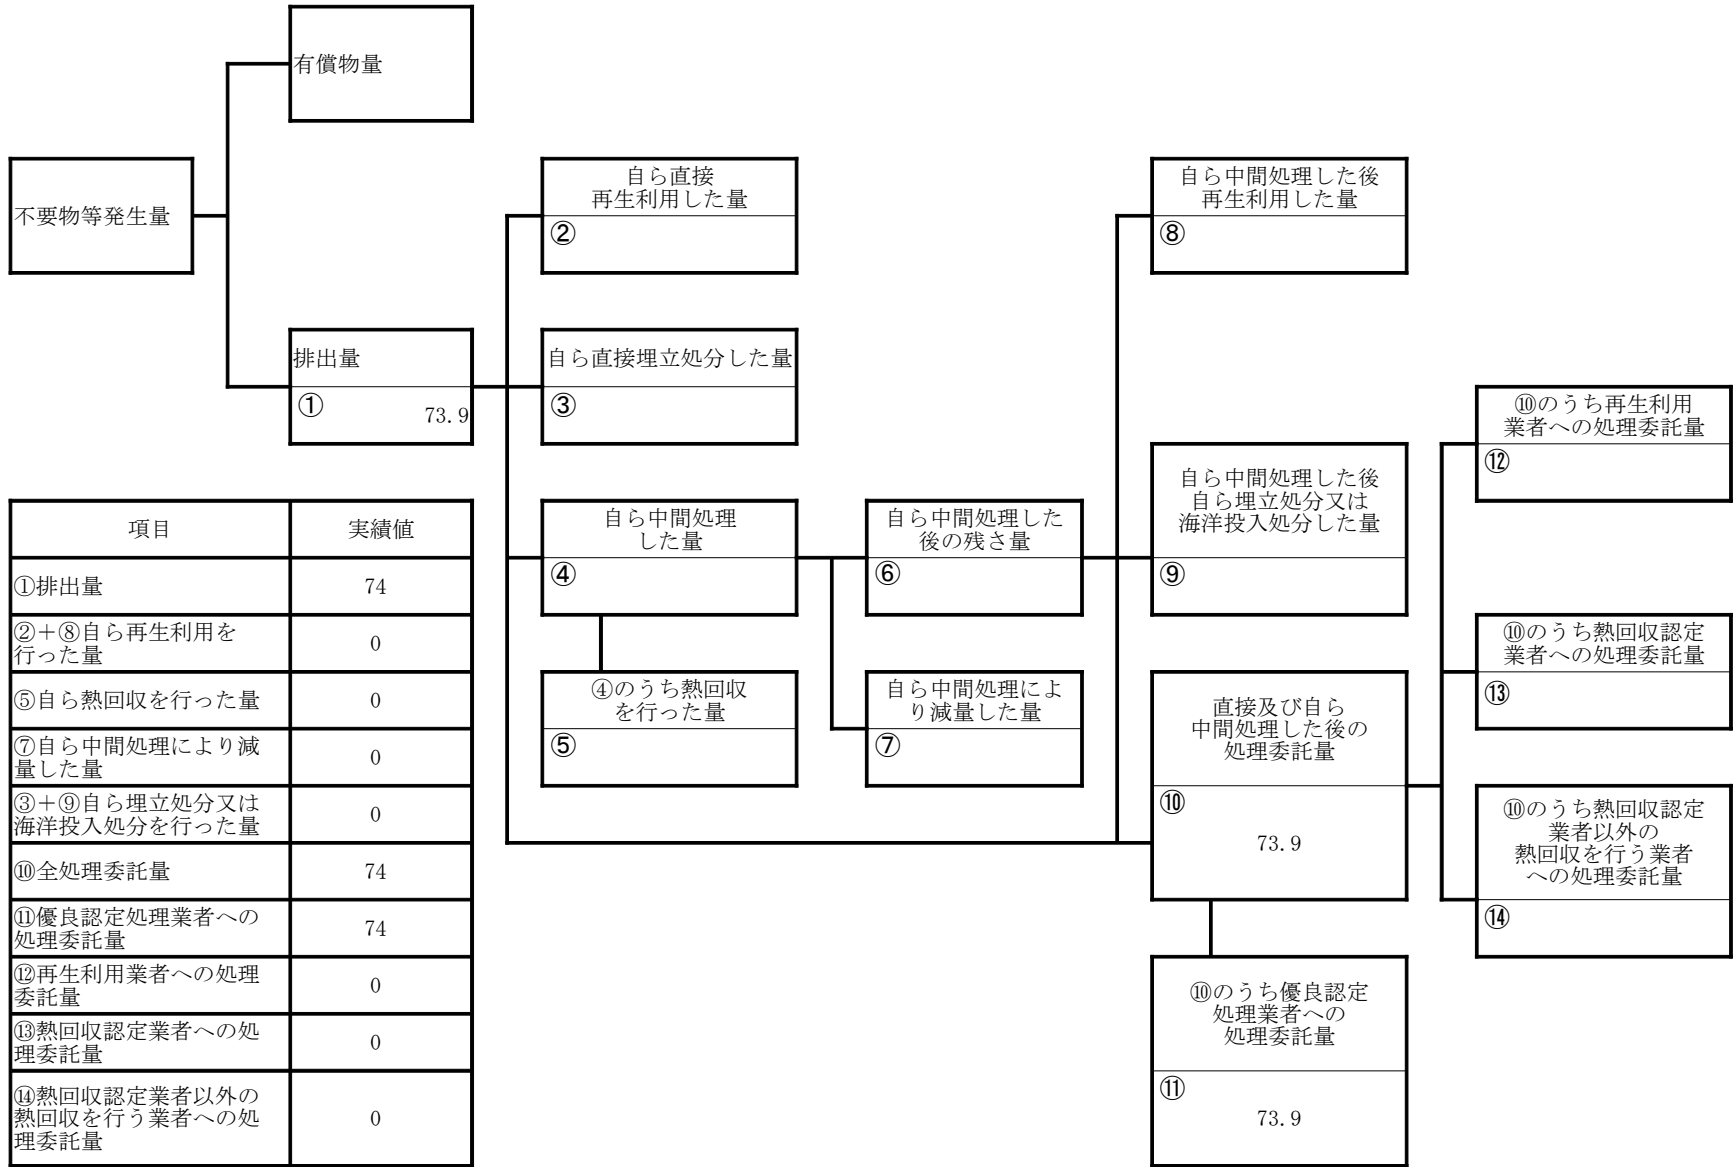 有償物量
不要物等発生量
自ら直接
再生利用した量
②
自ら中間処理した後
再生利用した量
⑧
排出量
①
73.9
自ら直接埋立処分した量
③
⑩のうち再生利用
業者への処理委託量
⑫
自ら中間処理
した量
④
自ら中間処理した
後の残さ量
⑥
自ら中間処理した後
自ら埋立処分又は
海洋投入処分した量
⑨
⑩のうち熱回収認定
業者への処理委託量
⑬
④のうち熱回収
を行った量
⑤
自ら中間処理によ
り減量した量
⑦
直接及び自ら
中間処理した後の
処理委託量
⑩
73.9
⑩のうち熱回収認定
業者以外の
熱回収を行う業者
への処理委託量
⑭
⑩のうち優良認定
処理業者への
処理委託量
⑪
73.9
項目 実績値
①排出量 74
②＋⑧自ら再生利用を
行った量 0
⑤自ら熱回収を行った量 0
⑦自ら中間処理により減
量した量 0
③＋⑨自ら埋立処分又は
海洋投入処分を行った量 0
⑩全処理委託量 74
⑪優良認定処理業者への
処理委託量 74
⑫再生利用業者への処理
委託量 0
⑬熱回収認定業者への処
理委託量 0
⑭熱回収認定業者以外の
熱回収を行う業者への処
理委託量 0